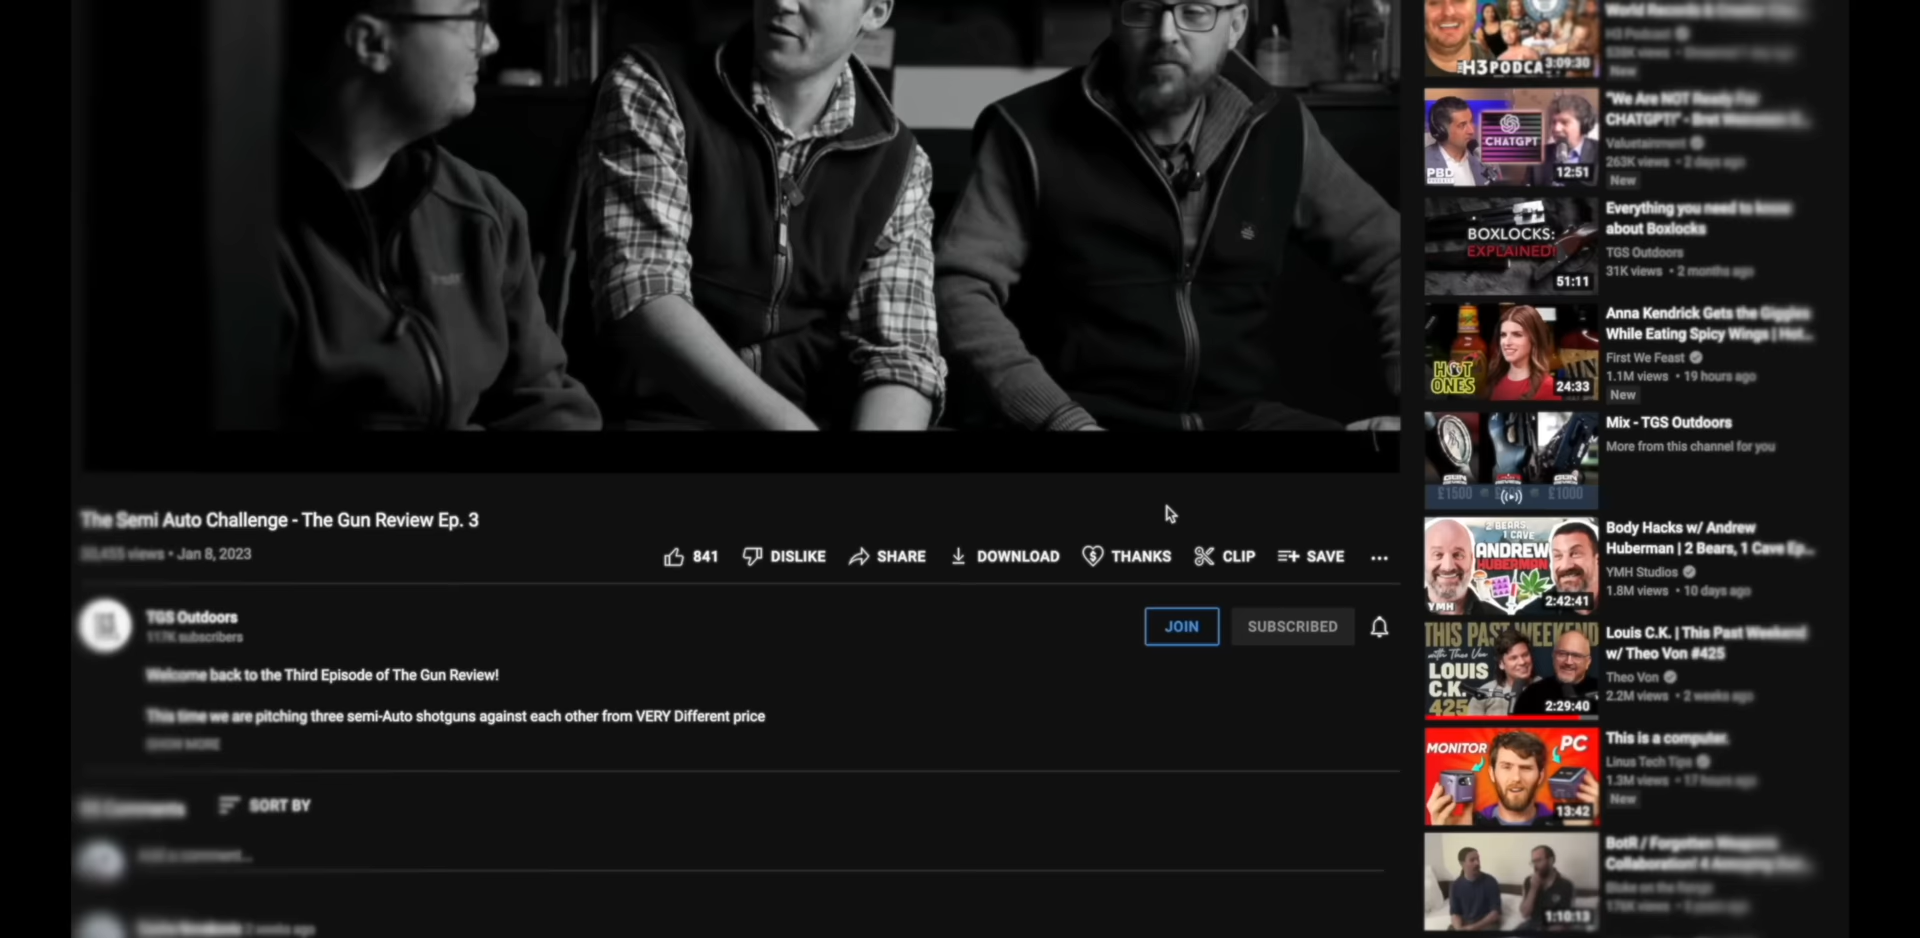 The Semi Auto Challenge - The Gun Review Ep. 3
views • Jan 8, 2023
841
DISLIKE
SHARE
DOWNLOAD
THANKS
CLIP
SAVE
TGS Outdoors
117K subscribers
JOIN
SUBSCRIBED
Welcome back to the Third Episode of The Gun Review!
This time we are pitching three semi-Auto shotguns against each other from VERY Different price
SHOW MORE
Comments
SORT BY
Add a comment...
2 weeks ago
H3PODCA
3:09:30
H3 Podcast
New
CHATGPT
PBD
12:51
"We Are NOT Ready For
CHATGPT!" - Bret Weinstein
Valuetainment
263K views • 2 days ago
New
BOXLOCKS:
EXPLAINED!
51:11
Everything you need to know
about Boxlocks
TGS Outdoors
31K views • 2 months ago
HOT
ONES
24:33
Anna Kendrick Gets the Giggles
While Eating Spicy Wings | Hot...
First We Feast
1.1M views • 19 hours ago
New
£1500
£1000
Mix - TGS Outdoors
More from this channel for you
2 BEARS,
1 CAVE
ANDREW
HUBERMAN
YMH
2:42:41
Body Hacks w/ Andrew
Huberman | 2 Bears, 1 Cave Ep...
YMH Studios
1.8M views • 10 days ago
THIS PAST WEEKEND
with Theo Von
LOUIS
C.K.
425
2:29:40
Louis C.K. | This Past Weekend
w/ Theo Von #425
Theo Von
2.2M views • 2 weeks ago
MONITOR
PC
13:42
This is a computer.
Linus Tech Tips
1.3M views • 17 hours ago
New
1:10:13
BotR / Forgotten Weapons
Collaboration! 4